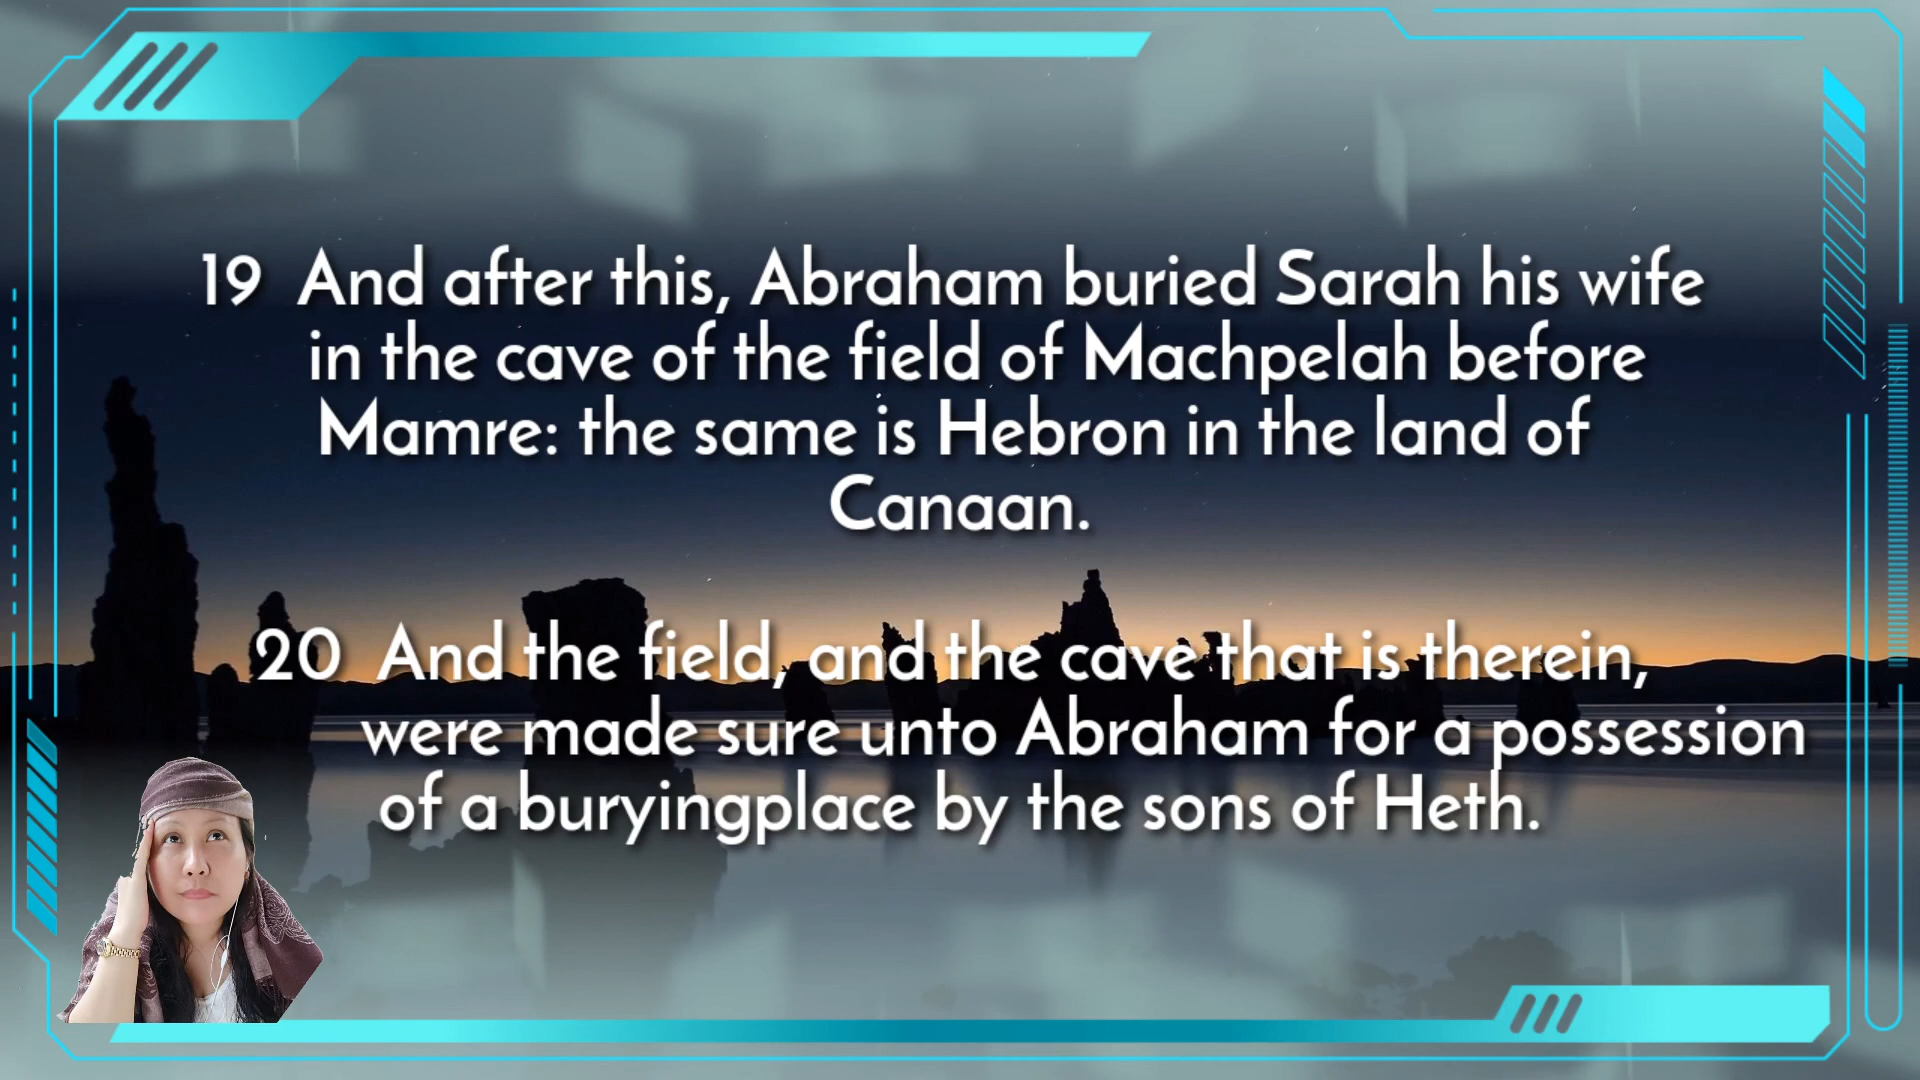 19 And after this, Abraham buried Sarah his wife
in the cave of the field of Machpelah before
Mamre: the same is Hebron in the land of
Canaan.
20 And the field, and the cave that is therein,
were made sure unto Abraham for a possession
of a buryingplace by the sons of Heth.